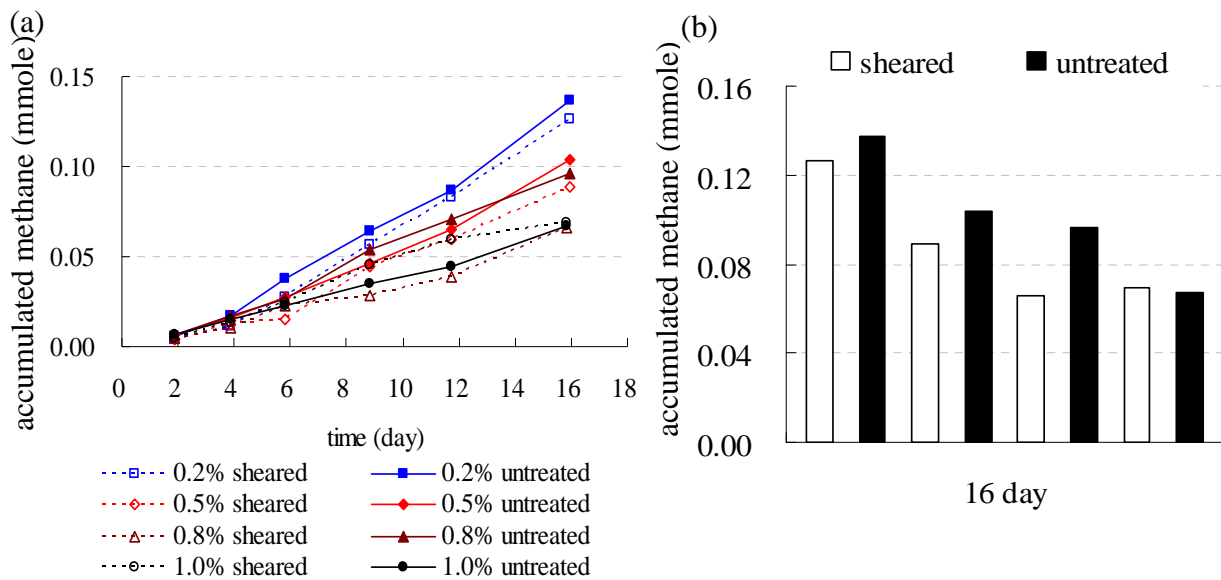 (a)
accumulated methane (mmole)
0.15
0.10
0.05
0.00
0 2 4 6 8 10 12 14 16 18
time (day)
0.2% sheared 0.2% untreated
0.5% sheared 0.5% untreated
0.8% sheared 0.8% untreated
1.0% sheared 1.0% untreated
(b)
sheared untreated
accumulated methane (mmole)
0.16
0.12
0.08
0.04
0.00
16 day